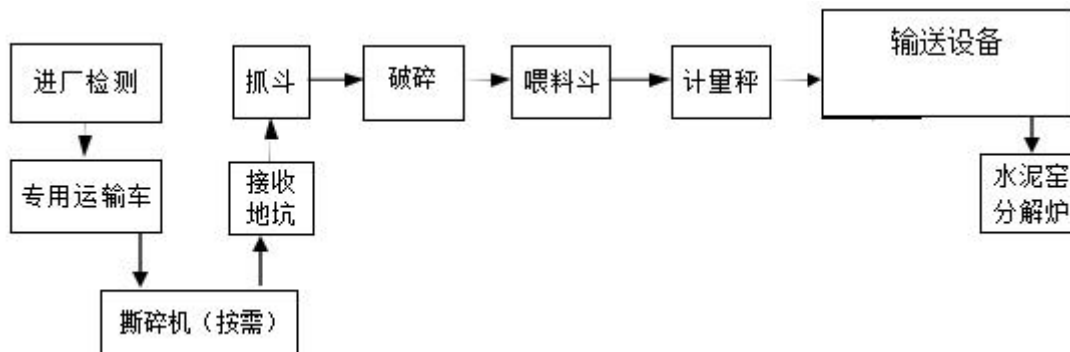 进厂检测
专用运输车
撕碎机（按需）
接收
地坑
抓斗
破碎
喂料斗
计量秤
输送设备
水泥窑
分解炉